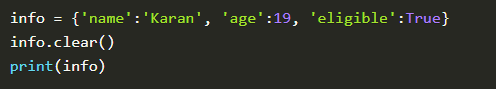 info = {'name':'Karan', 'age':19, 'eligible':True}
info.clear()
print(info)